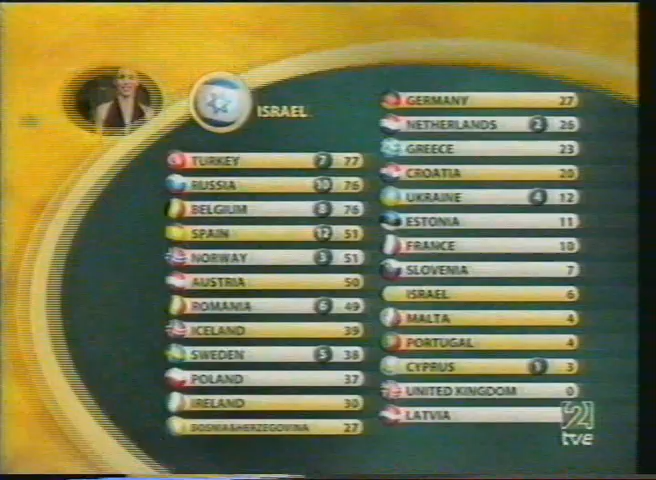 ISRAEL
TURKEY 7 77
RUSSIA 10 76
BELGIUM 8 76
SPAIN 12 51
NORWAY 3 51
AUSTRIA 50
ROMANIA 6 49
ICELAND 39
SWEDEN 5 38
POLAND 37
IRELAND 30
BOSNIA&HERZEGOVINA 27
GERMANY 27
NETHERLANDS 2 26
GREECE 23
CROATIA 20
UKRAINE 4 12
ESTONIA 11
FRANCE 10
SLOVENIA 7
ISRAEL 6
MALTA 4
PORTUGAL 4
CYPRUS 1 3
UNITED KINGDOM 0
LATVIA
2
tve